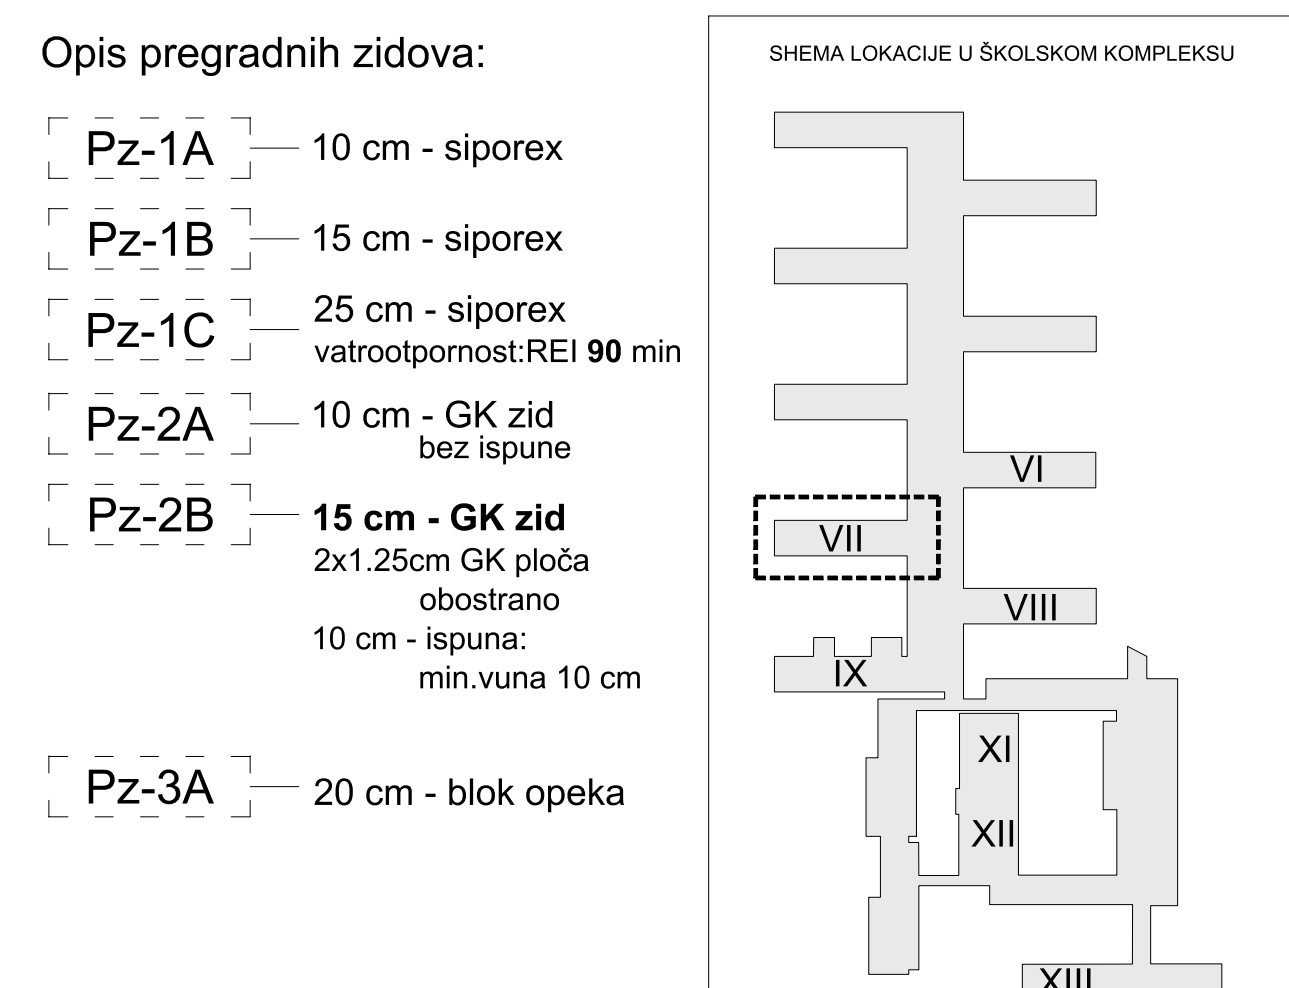 Opis pregradnih zidova:
Pz-1A
10 cm - siporex
Pz-1B
15 cm - siporex
Pz-1C
25 cm - siporex
vatrootpornost:REI 90 min
Pz-2A
10 cm - GK zid
bez ispune
Pz-2B
15 cm - GK zid
2x1.25cm GK ploča
obostrano
10 cm - ispuna:
min.vuna 10 cm
Pz-3A
20 cm - blok opeka
SHEMA LOKACIJE U ŠKOLSKOM KOMPLEKSU
VI
VII
VIII
IX
XI
XII
XIII